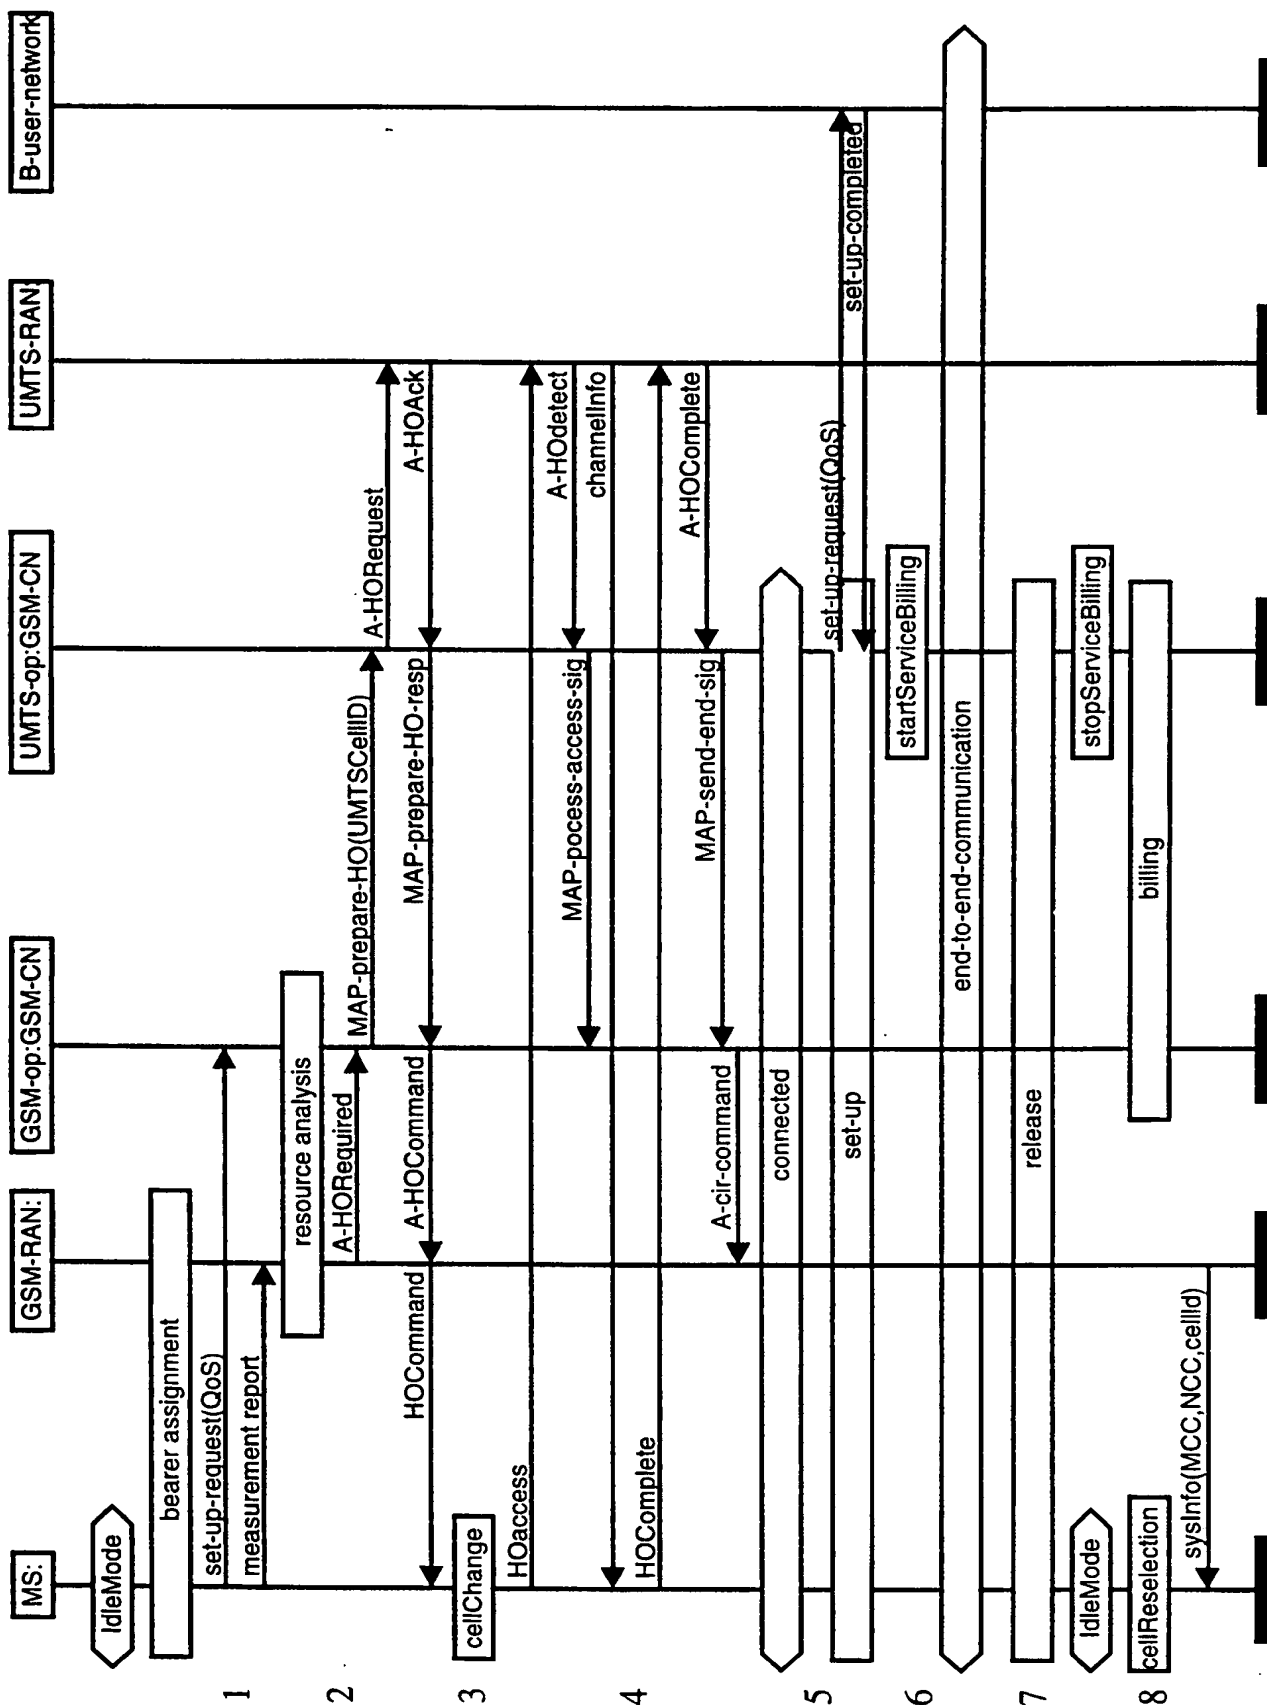 MS:
GSM-RAN:
GSM-op:GSM-CN
UMTS-op:GSM-CN
UMTS-RAN:
B-user-network
IdleMode
bearer assignment
1
set-up-request(QoS)
measurement report
resource analysis
2
A-HORequired
MAP-prepare-HO(UMTSCellID)
A-HORequest
HOCommand
A-HOCommand
MAP-prepare-HO-resp
A-HOAck
3
cellChange
HOaccess
A-HOdetect
MAP-pocess-access-sig
channelInfo
4
HOComplete
A-HOComplete
MAP-send-end-sig
A-cir-command
connected
5
set-up
set-up-request(QoS)
set-up-completed
6
startServiceBilling
end-to-end-communication
7
release
IdleMode
stopServiceBilling
8
cellReselection
billing
sysInfo(MCC,NCC,cellId)